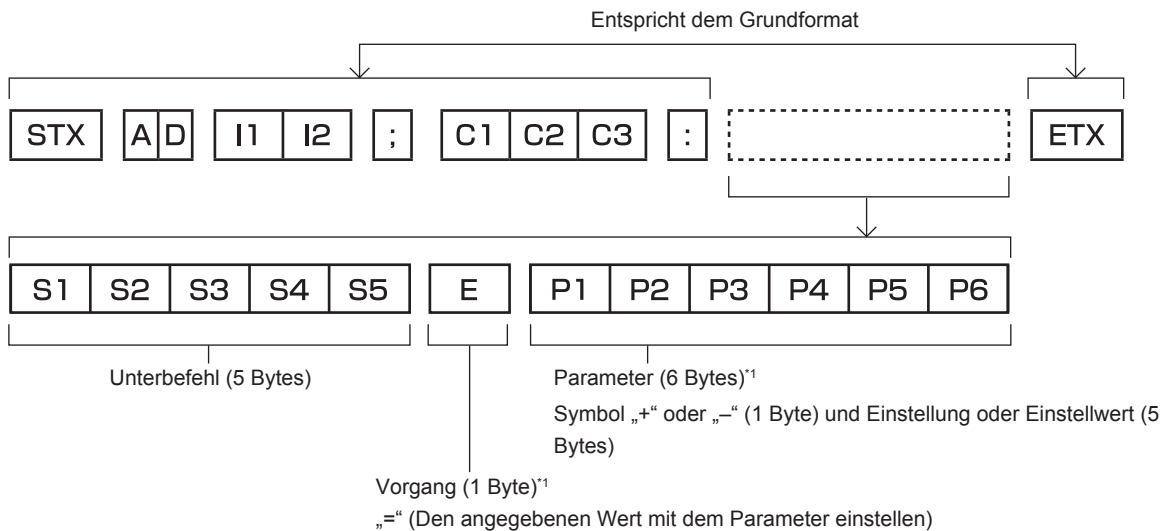 Entspricht dem Grundformat
STX A D I1 I2 ; C1 C2 C3 : ETX
S1 S2 S3 S4 S5 E P1 P2 P3 P4 P5 P6
Unterbefehl (5 Bytes)
Parameter (6 Bytes)*1
Symbol „+“ oder „–“ (1 Byte) und Einstellung oder Einstellwert (5
Bytes)
Vorgang (1 Byte)*1
„=“ (Den angegebenen Wert mit dem Parameter einstellen)